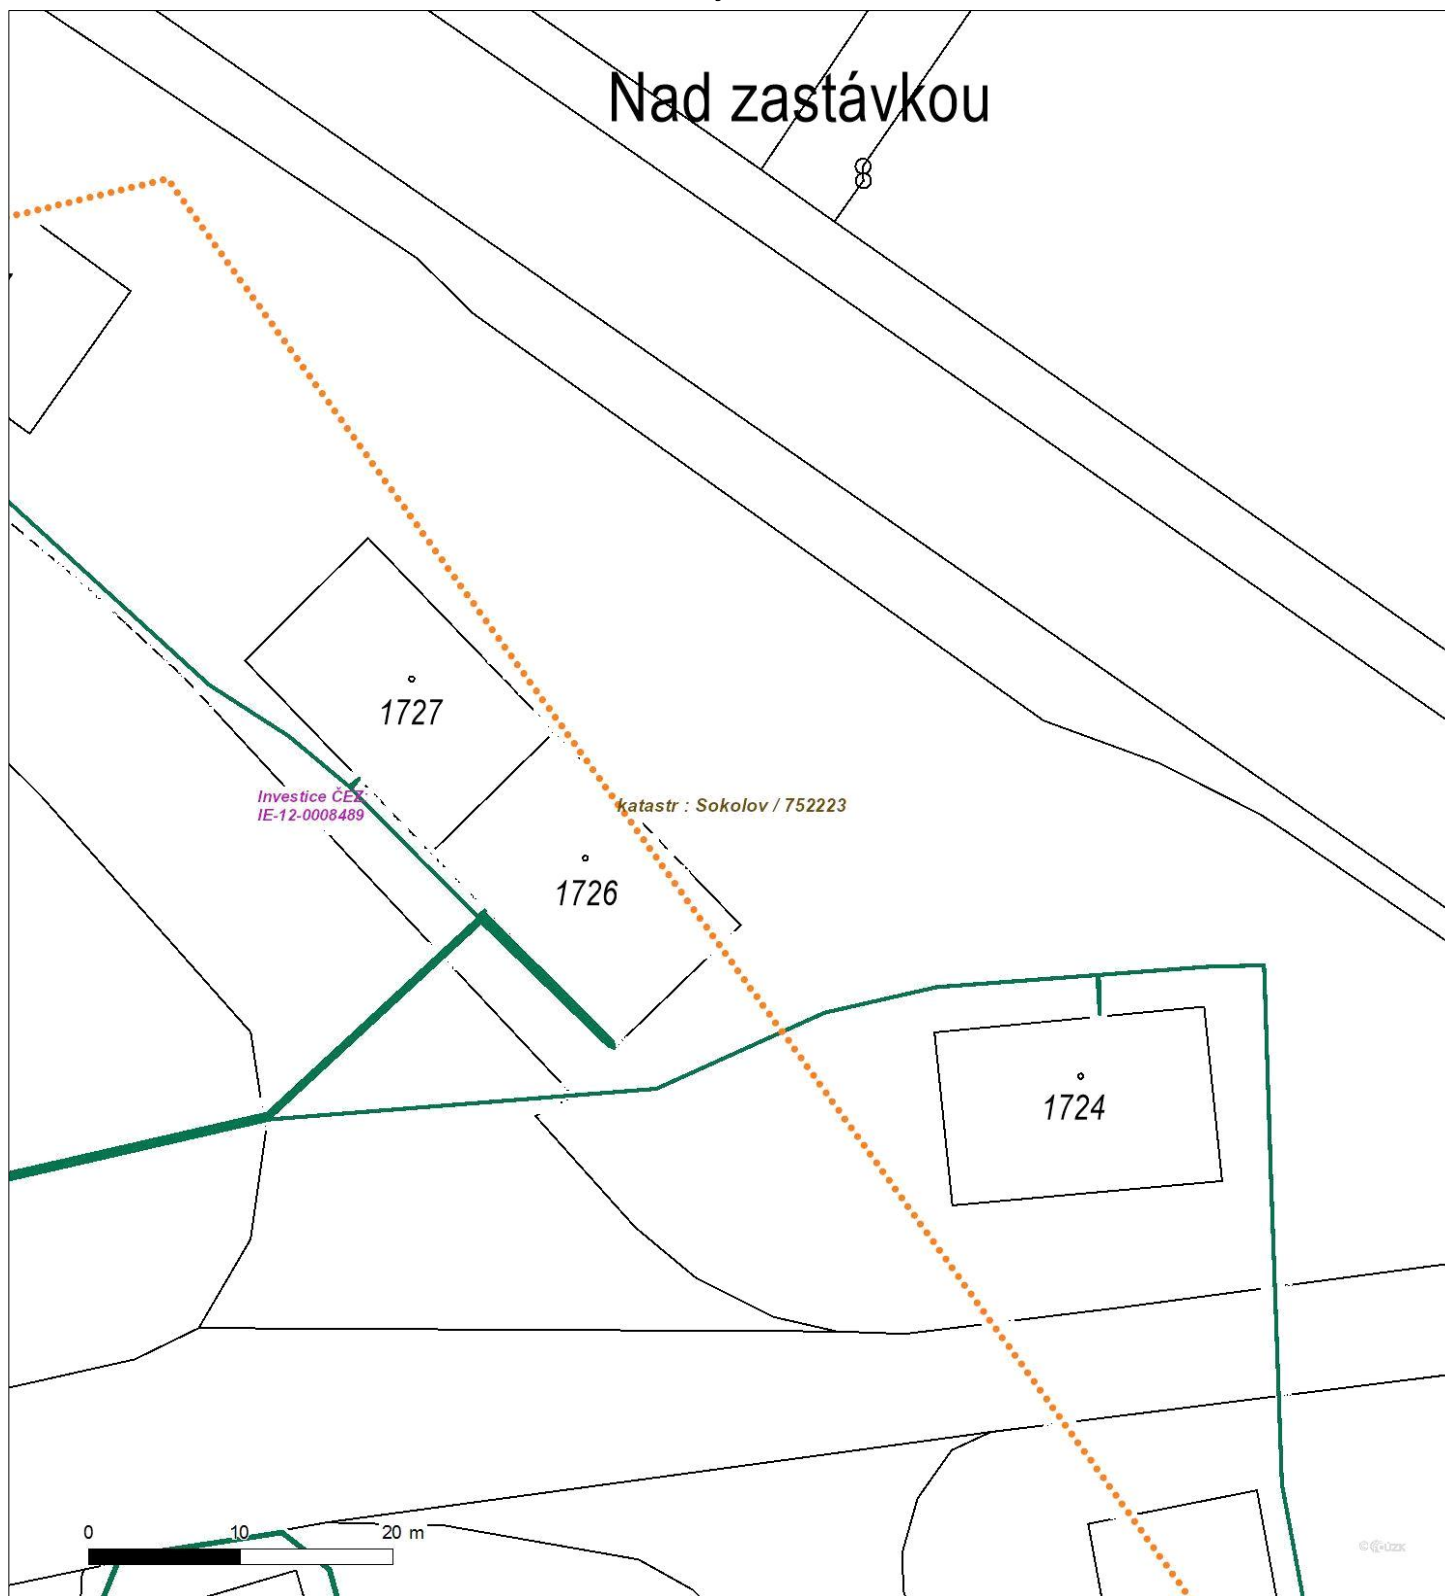 Nad zastávkou
1727
Investice ČEZ
IE-12-0008489
katastr : Sokolov / 752223
1726
1724
0 10 20 m